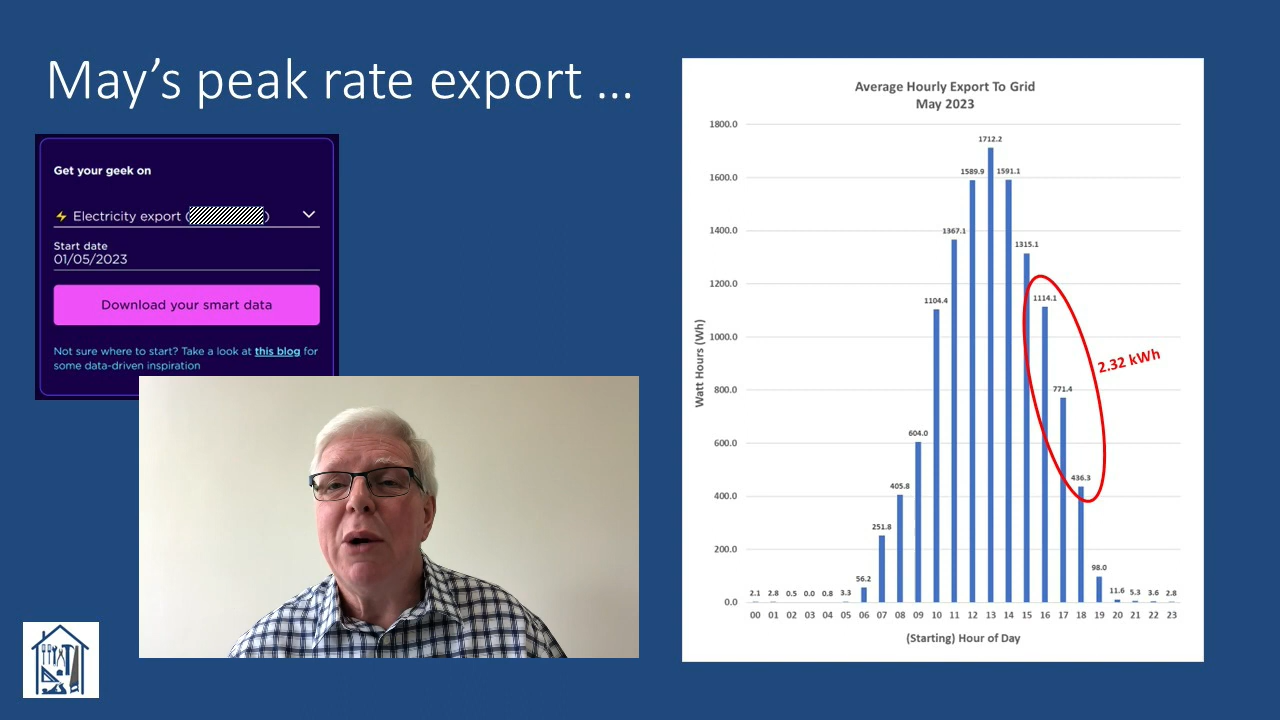 May’s peak rate export ...
Get your geek on
Electricity export ( )
Start date
01/05/2023
Download your smart data
Not sure where to start? Take a look at this blog for
some data-driven inspiration
Average Hourly Export To Grid
May 2023
1800.0
1600.0
1400.0
1200.0
1000.0
800.0
600.0
400.0
200.0
0.0
Watt Hours (Wh)
2.1
2.8
0.5
0.0
0.8
3.3
56.2
251.8
405.8
604.0
1104.4
1367.1
1589.9
1712.2
1591.1
1315.1
1114.1
771.4
436.3
98.0
11.6
5.3
3.6
2.8
2.32 kWh
00 01 02 03 04 05 06 07 08 09 10 11 12 13 14 15 16 17 18 19 20 21 22 23
(Starting) Hour of Day